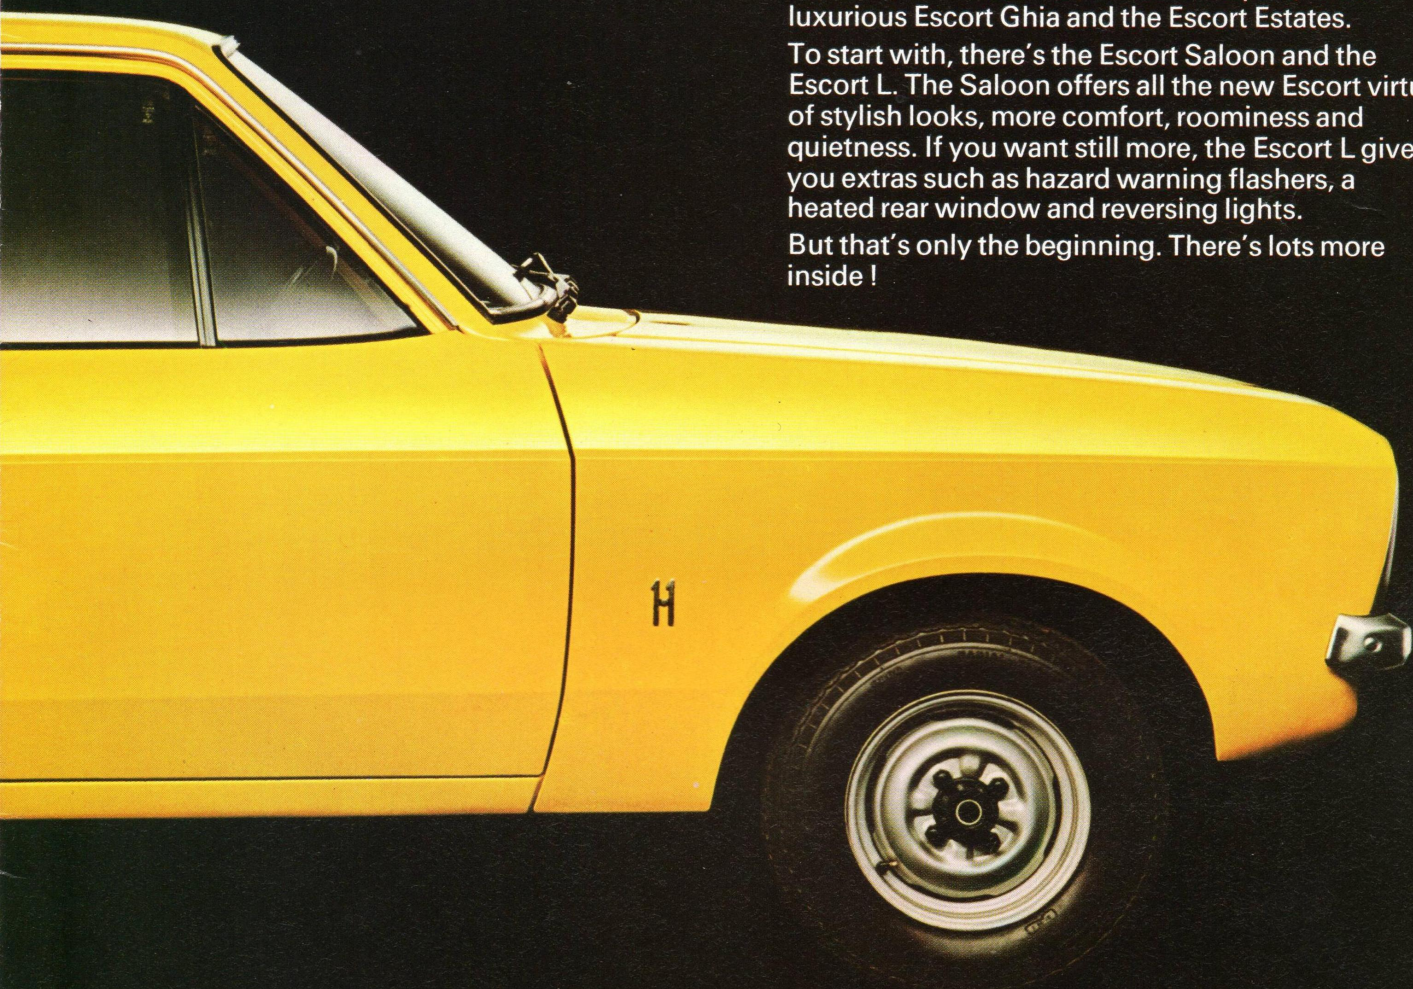 luxurious Escort Ghia and the Escort Estates.
To start with, there's the Escort Saloon and the
Escort L. The Saloon offers all the new Escort virtu
of stylish looks, more comfort, roominess and
quietness. If you want still more, the Escort L give
you extras such as hazard warning flashers, a
heated rear window and reversing lights.
But that's only the beginning. There's lots more
inside!